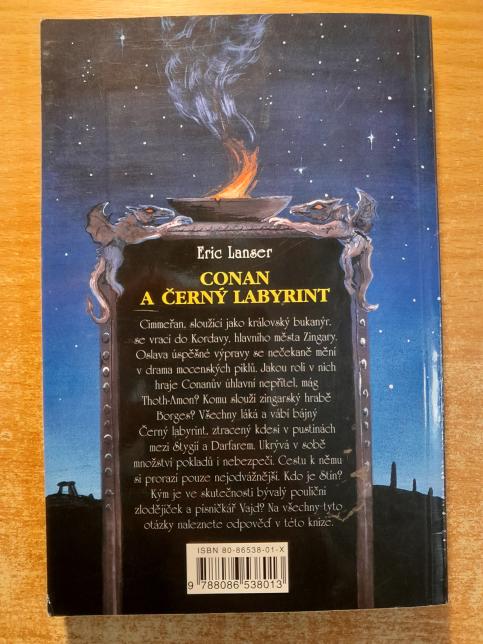 Eric Lanser
CONAN
A ČERNÝ LABYRINT
Cimmeřan, sloužící jako královský bukanýr,
se vrací do Kordavy, hlavního města Zingary.
Oslava úspěšné výpravy se nečekaně mění
v drama mocenských piklů. Jakou roli v nich
hraje Conanův úhlavní nepřítel, mág
Thoth-Amon? Komu slouží zingarský hrabě
Borges? Všechny láká a vábí bájný
Černý labyrint, ztracený kdesi v pustinách
mezi Stygií a Darfarem. Ukrývá v sobě
množství pokladů i nebezpečí. Cestu k němu
si prorazí pouze nejodvážnější. Kdo je Stín?
Kým je ve skutečnosti bývalý pouliční
zlodějíček a písničkář Vajd? Na všechny tyto
otázky naleznete odpověď v této knize.
ISBN 80-86538-01-X
9 788086 538013